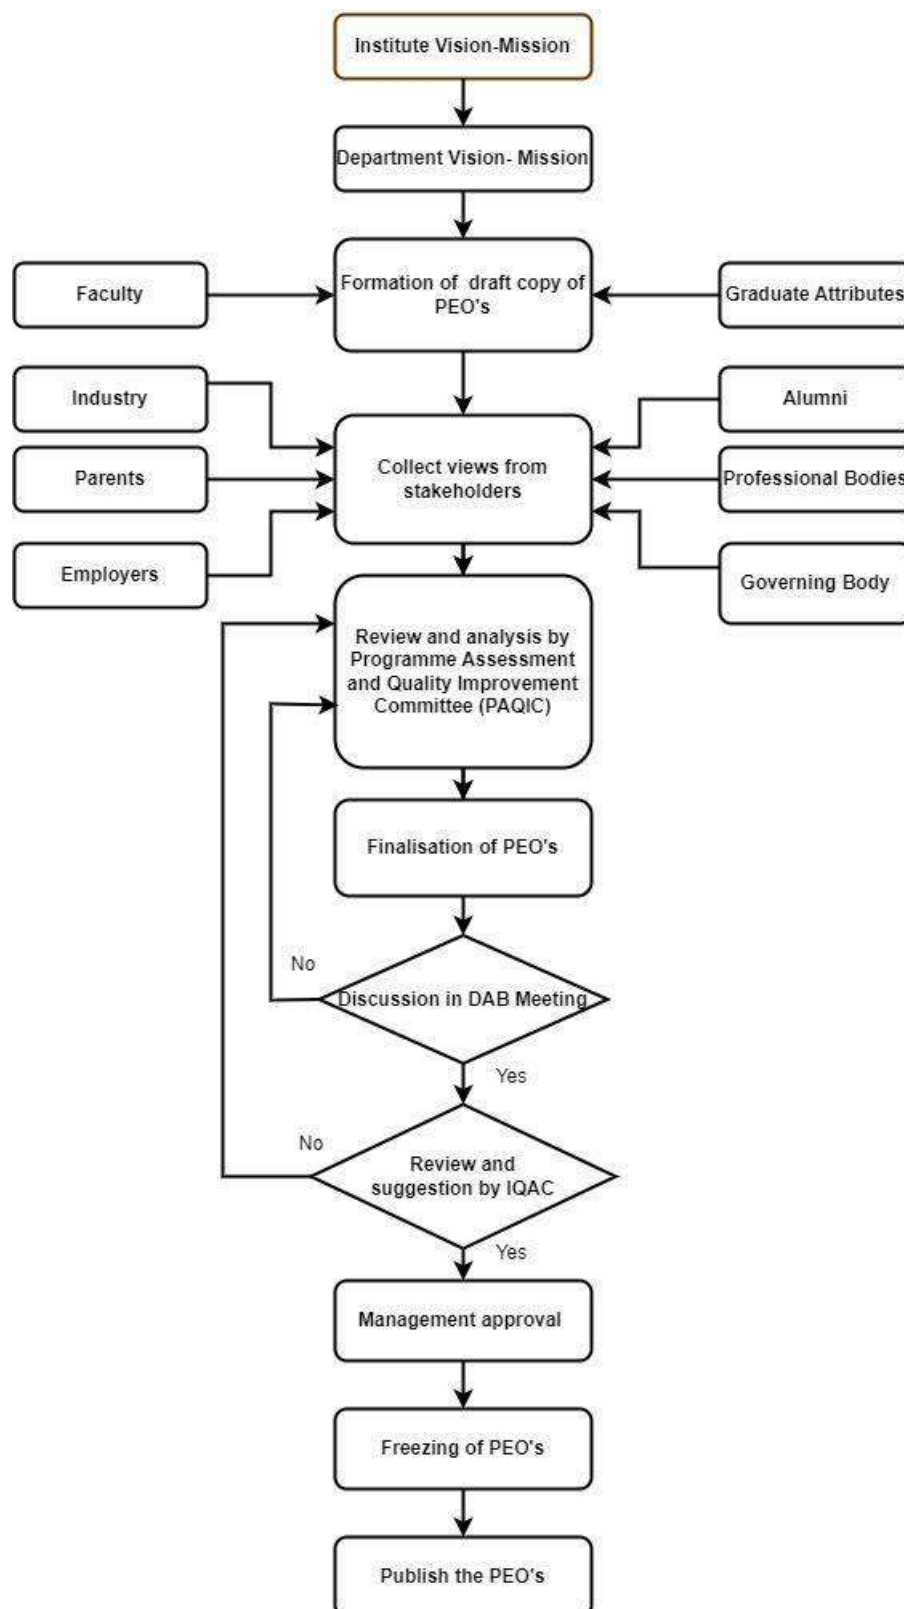 Institute Vision-Mission
Department Vision- Mission
Faculty
Formation of draft copy of
PEO's
Graduate Attributes
Industry
Alumni
Parents
Collect views from
stakeholders
Professional Bodies
Employers
Governing Body
Review and analysis by
Programme Assessment
and Quality Improvement
Committee (PAQIC)
Finalisation of PEO's
No
Discussion in DAB Meeting
Yes
No
Review and
suggestion by IQAC
Yes
Management approval
Freezing of PEO's
Publish the PEO's